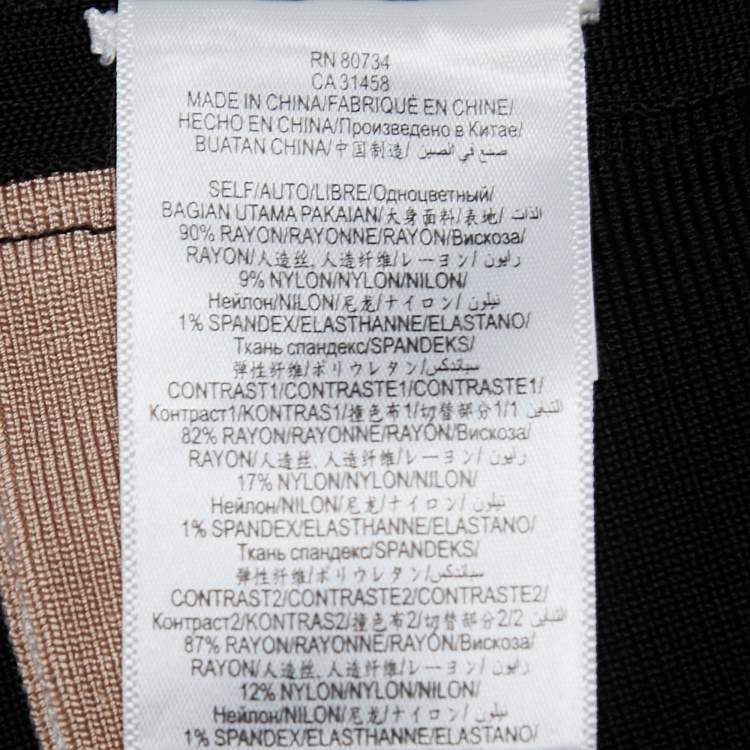 RN 80734
CA 31458
MADE IN CHINA/FABRIQUÉ EN CHINE/
HECHO EN CHINA/Произведено в Китае/
BUATAN CHINA/中国制造/ صنع في الصين
SELF/AUTO/LIBRE/Одноцветный/
BAGIAN UTAMA PAKAIAN/大身面料/表地/ الذات
90% RAYON/RAYONNE/RAYÓN/Вискоза/
RAYON/人造丝, 人造纤维/レーヨン/ رايون
9% NYLON/NYLON/NILON/
Нейлон/NILON/尼龙/ナイロン/ نيلون
1% SPANDEX/ELASTHANNE/ELASTANO/
Ткань спандекс/SPANDEKS/
弹性纤维/ポリウレタン/سباندكس
CONTRAST1/CONTRASTE1/CONTRASTE1/
Контраст1/KONTRAS1/撞色布1/切替部分1/1 التباين
82% RAYON/RAYONNE/RAYÓN/Вискоза/
RAYON/人造丝, 人造纤维/レーヨン/ رايون
17% NYLON/NYLON/NILON/
Нейлон/NILON/尼龙/ナイロン/ نيلون
1% SPANDEX/ELASTHANNE/ELASTANO/
Ткань спандекс/SPANDEKS/
弹性纤维/ポリウレタン/سباندكس
CONTRAST2/CONTRASTE2/CONTRASTE2/
Контраст2/KONTRAS2/撞色布2/切替部分2/2 التباين
87% RAYON/RAYONNE/RAYÓN/Вискоза/
RAYON/人造丝, 人造纤维/レーヨン/ رايون
12% NYLON/NYLON/NILON/
Нейлон/NILON/尼龙/ナイロン/ نيلون
1% SPANDEX/ELASTHANNE/ELASTANO/